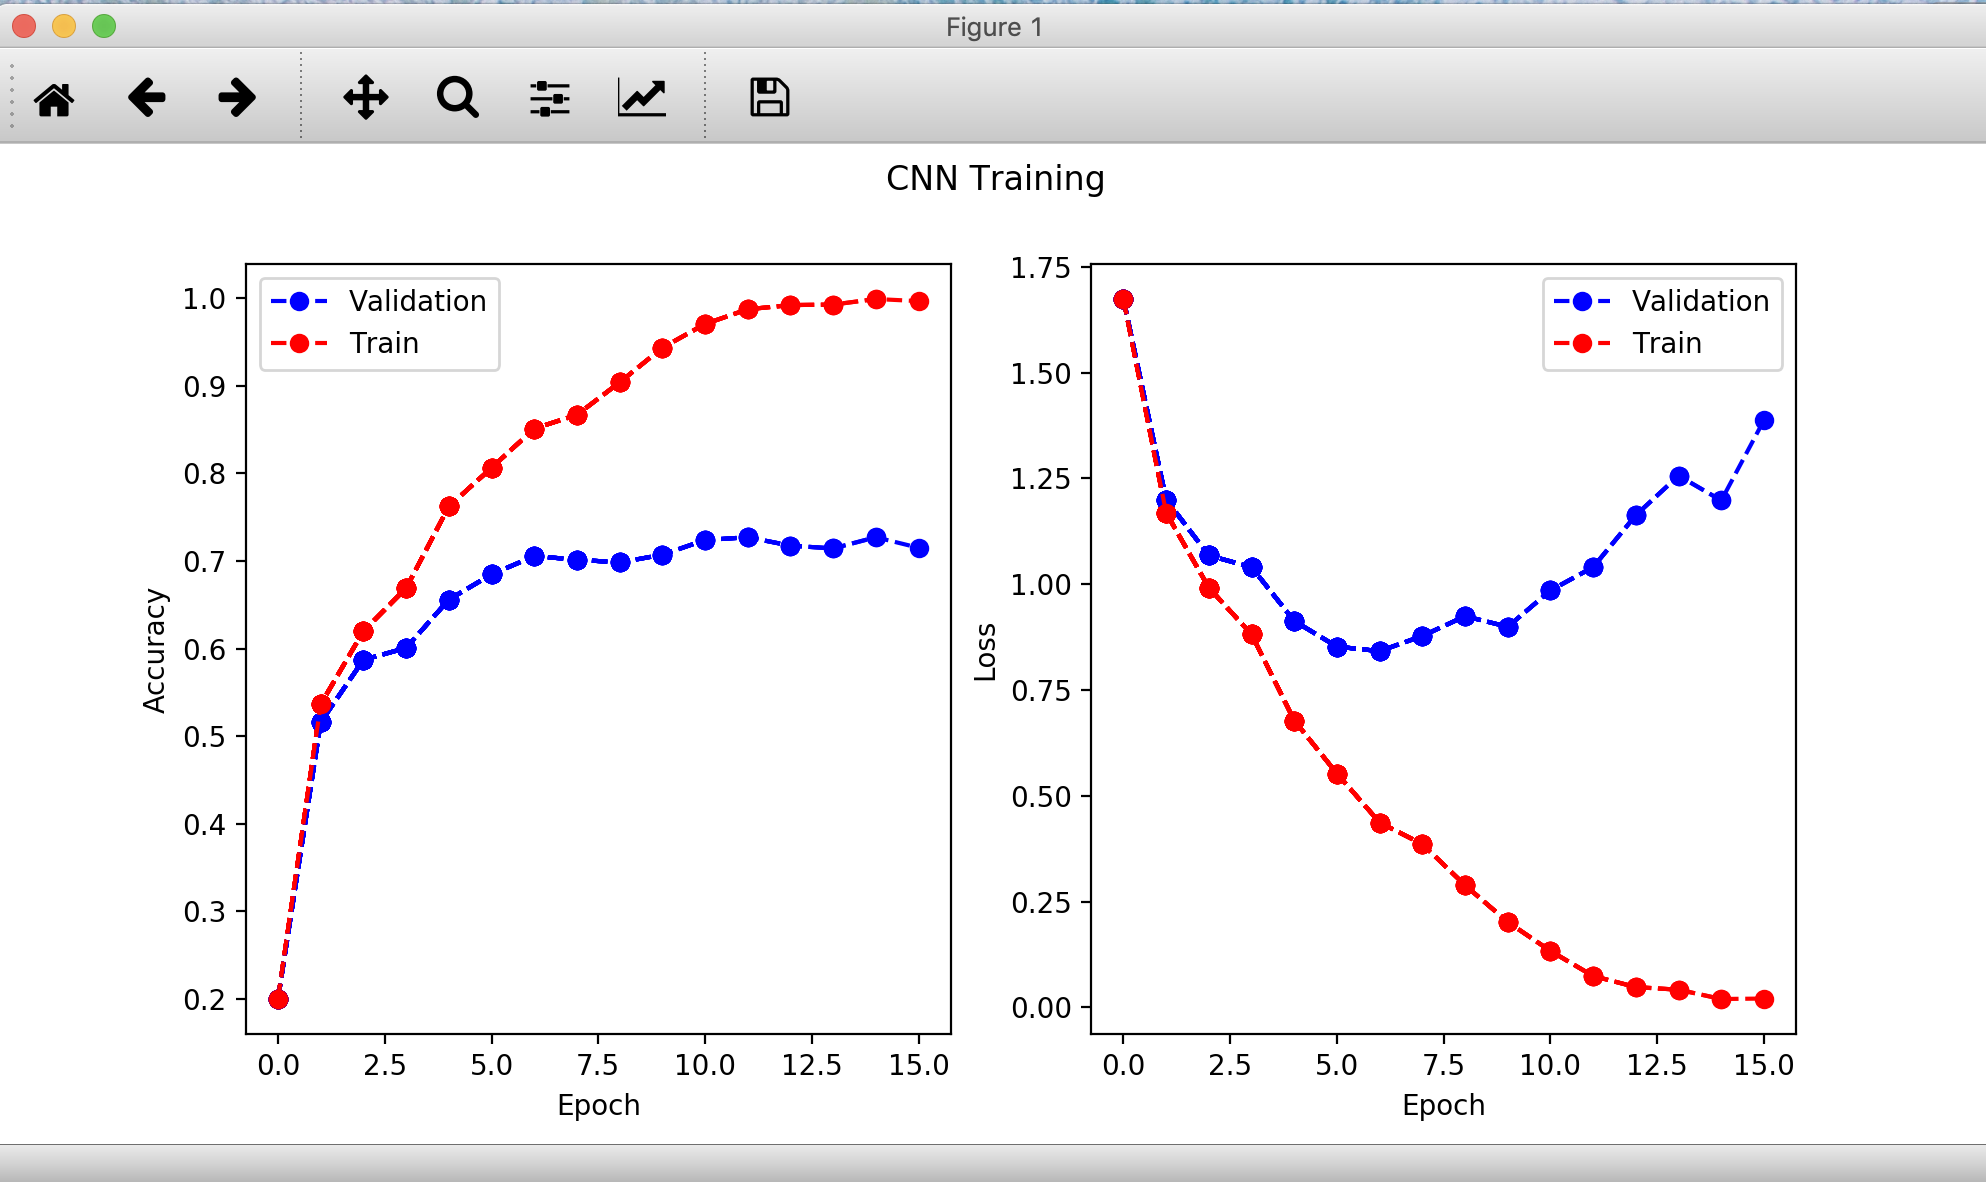 Figure 1
CNN Training
Validation
Train
1.0
0.9
0.8
0.7
0.6
0.5
0.4
0.3
0.2
Accuracy
0.0 2.5 5.0 7.5 10.0 12.5 15.0
Epoch
Validation
Train
1.75
1.50
1.25
1.00
0.75
0.50
0.25
0.00
Loss
0.0 2.5 5.0 7.5 10.0 12.5 15.0
Epoch